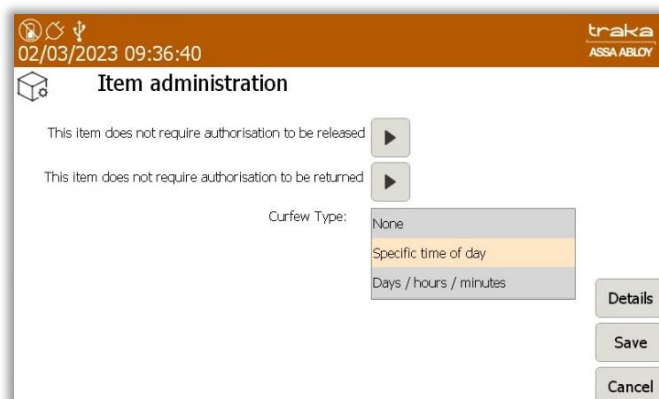 traka
02/03/2023 09:36:40
ASSA ABLOY
Item administration
This item does not require authorisation to be released
This item does not require authorisation to be returned
Curfew Type:
None
Specific time of day
Days / hours / minutes
Details
Save
Cancel